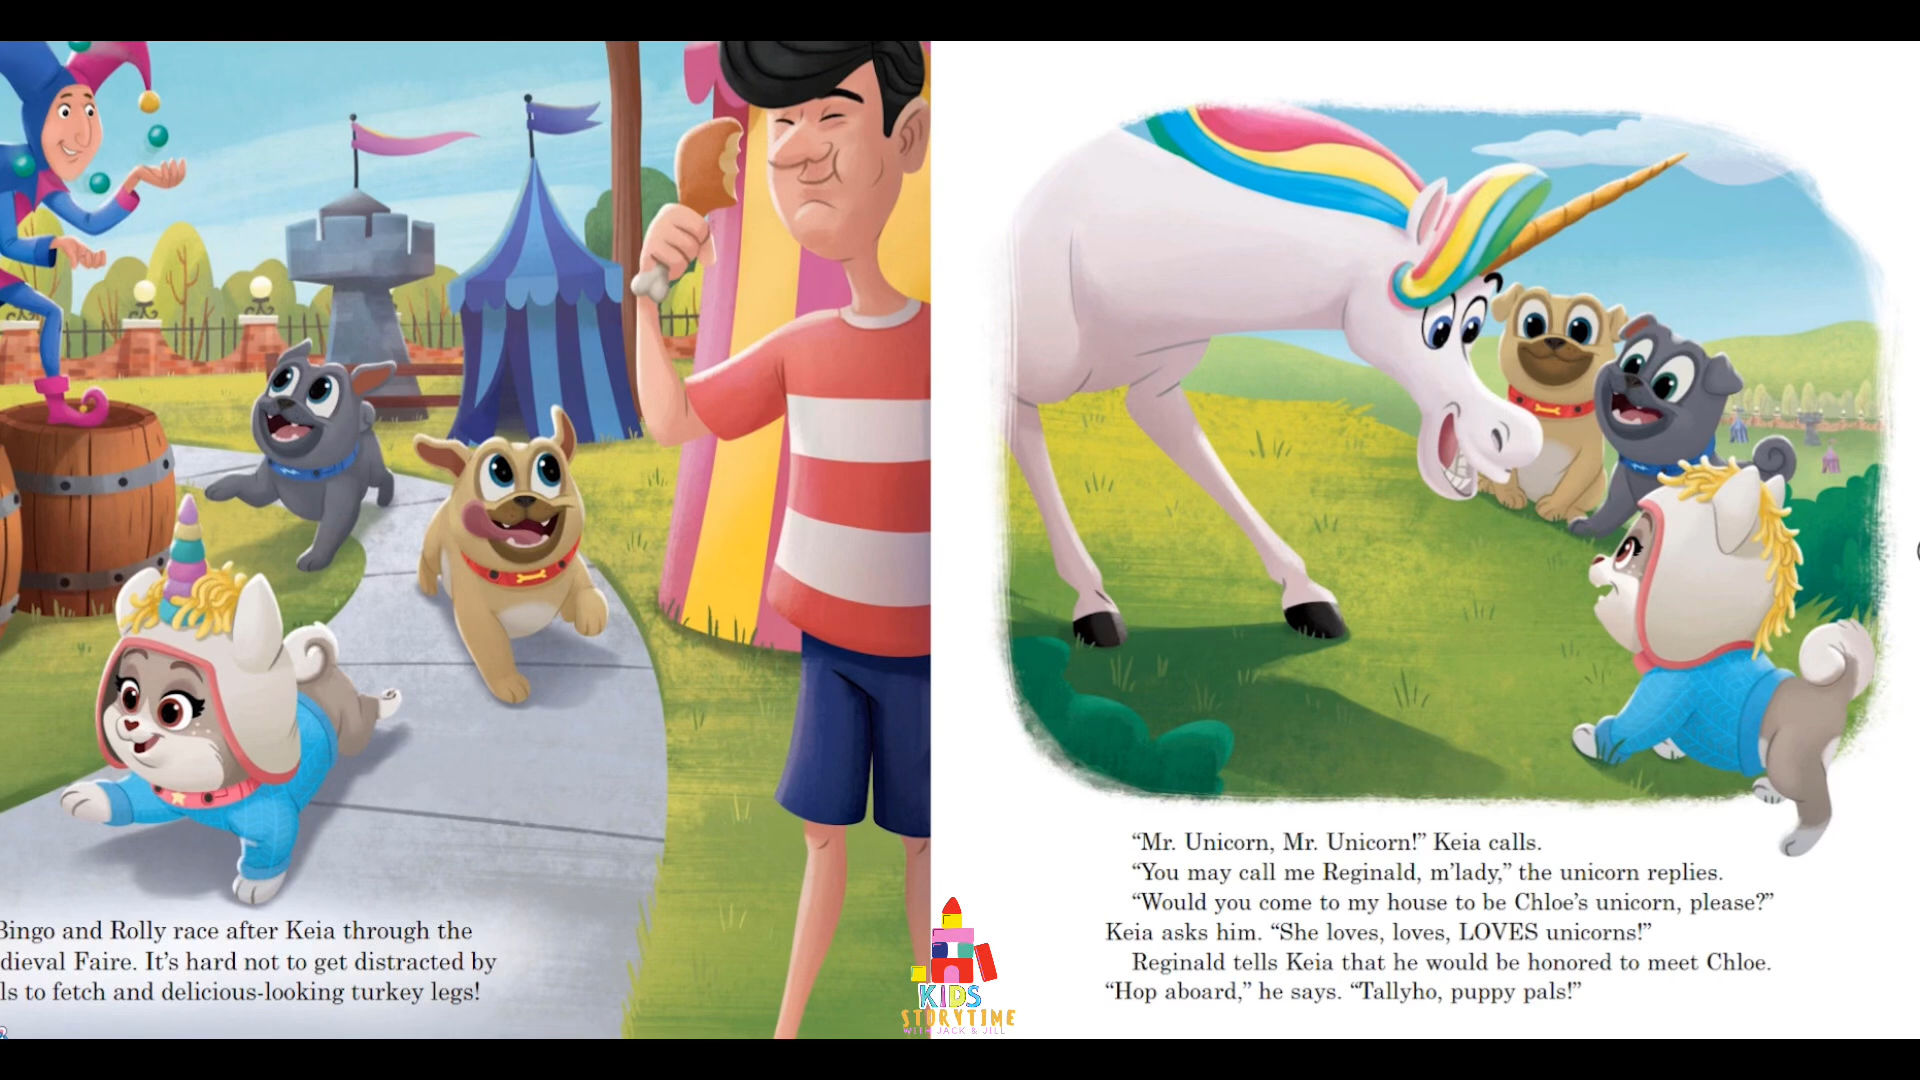 Bingo and Rolly race after Keia through the
dieval Faire. It's hard not to get distracted by
ls to fetch and delicious-looking turkey legs!
“Mr. Unicorn, Mr. Unicorn!” Keia calls.
“You may call me Reginald, m'lady,” the unicorn replies.
“Would you come to my house to be Chloe's unicorn, please?”
Keia asks him. “She loves, loves, LOVES unicorns!”
Reginald tells Keia that he would be honored to meet Chloe.
“Hop aboard,” he says. “Tallyho, puppy pals!”
KIDS
STORYTIME
WITH JACK & JILL